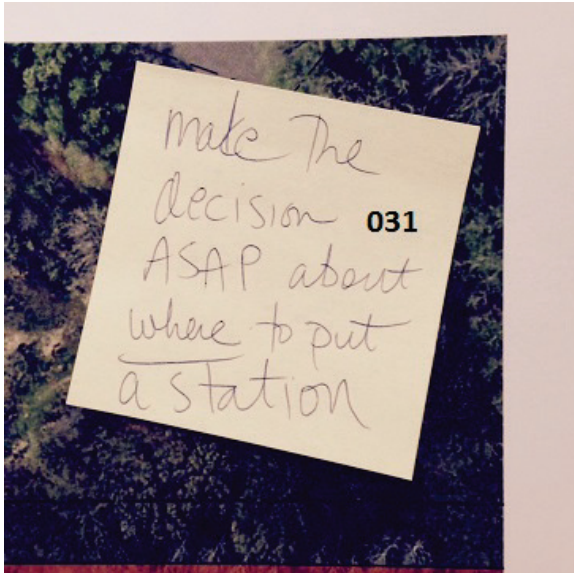 make The
decision 031
ASAP about
where to put
a station